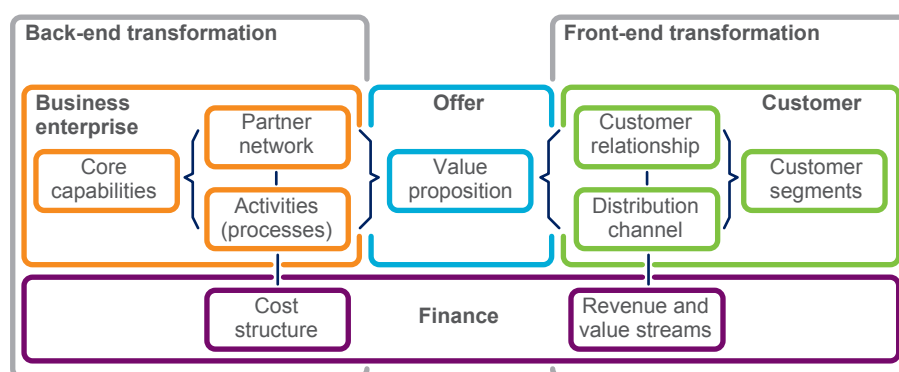 Back-end transformation
Front-end transformation
Business
enterprise
Offer
Customer
Partner
network
Customer
relationship
Core
capabilities
Value
proposition
Customer
segments
Activities
(processes)
Distribution
channel
Cost
structure
Finance
Revenue and
value streams